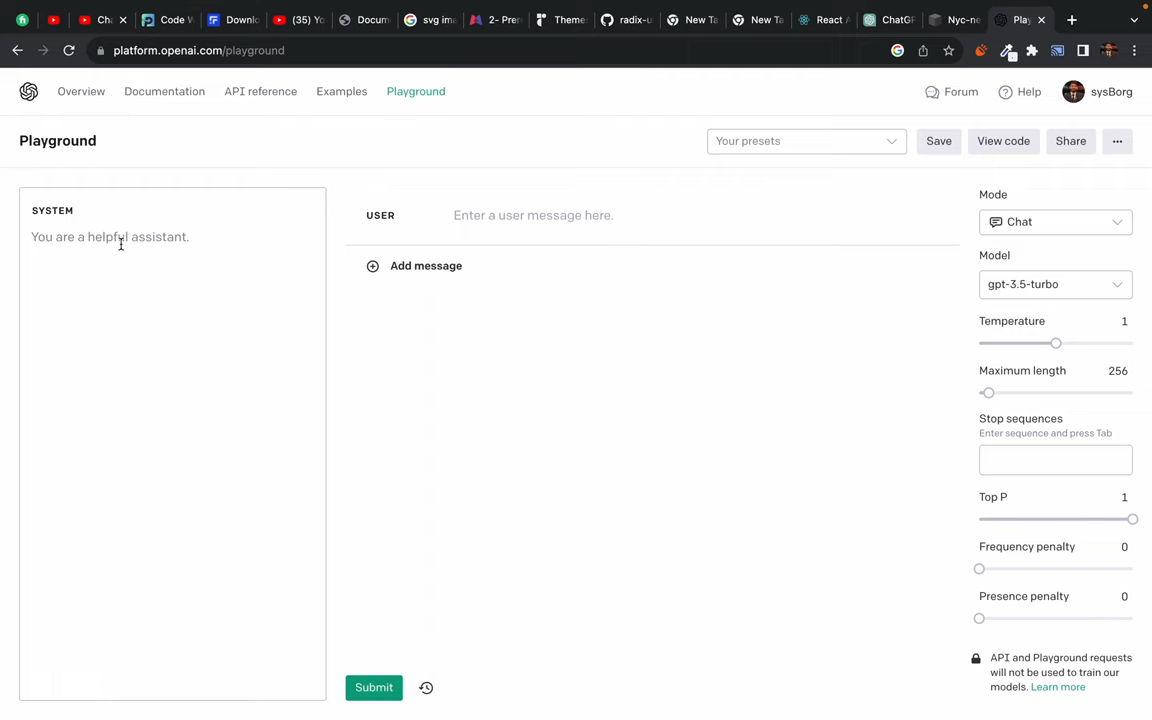 Cha
Code W
Downlo
(35) Yo
Docum
svg ima
2- Pren
Theme
radix-u
New Ta
New Ta
React A
ChatGP
Nyc-ne
Play
platform.openai.com/playground
Overview
Documentation
API reference
Examples
Playground
Forum
Help
sysBorg
Playground
Your presets
Save
View code
Share
SYSTEM
You are a helpful assistant.
USER
Enter a user message here.
Add message
Mode
Chat
Model
gpt-3.5-turbo
Temperature 1
Maximum length 256
Stop sequences
Enter sequence and press Tab
Top P 1
Frequency penalty 0
Presence penalty 0
API and Playground requests
will not be used to train our
models. Learn more
Submit